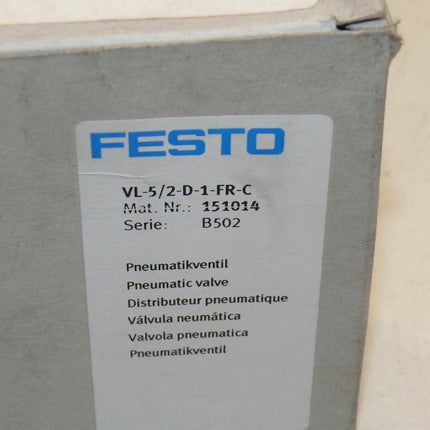 FESTO
VL-5/2-D-1-FR-C
Mat. Nr.: 151014
Serie: B502
Pneumatikventil
Pneumatic valve
Distributeur pneumatique
Válvula neumática
Valvola pneumatica
Pneumatikventil